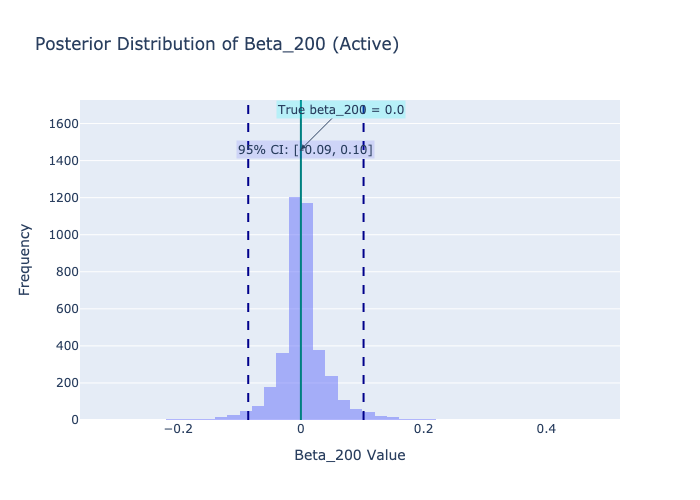 Posterior Distribution of Beta_200 (Active)
True beta_200 = 0.0
95% CI: [-0.09, 0.10]
1600
1400
1200
1000
800
600
400
200
0
Frequency
−0.2
0
0.2
0.4
Beta_200 Value